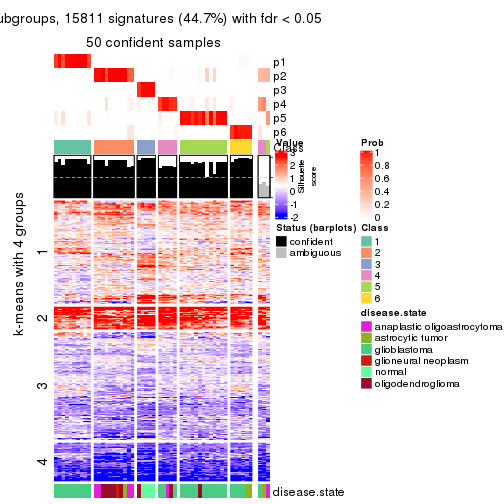 ubgroups, 15811 signatures (44.7%) with fdr < 0.05
50 confident samples
p1
p2
p3
p4
p5
p6
Class
Silhouette
score
k-means with 4 groups
1
2
3
4
disease.state
Value
3
2
1
0
-1
-2
Status (barplots)
confident
ambiguous
Prob
1
0.8
0.6
0.4
0.2
0
Class
1
2
3
4
5
6
disease.state
anaplastic oligoastrocytoma
astrocytic tumor
glioblastoma
glioneural neoplasm
normal
oligodendroglioma